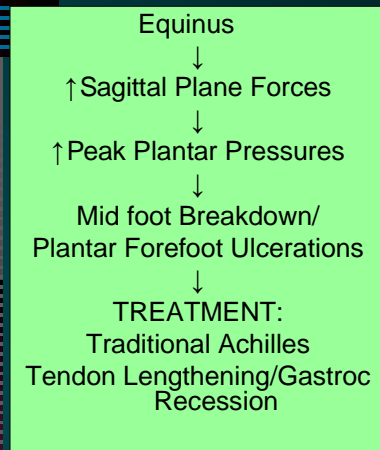 Equinus
↓
↑Sagittal Plane Forces
↓
↑Peak Plantar Pressures
↓
Mid foot Breakdown/
Plantar Forefoot Ulcerations
↓
TREATMENT:
Traditional Achilles
Tendon Lengthening/Gastroc
Recession